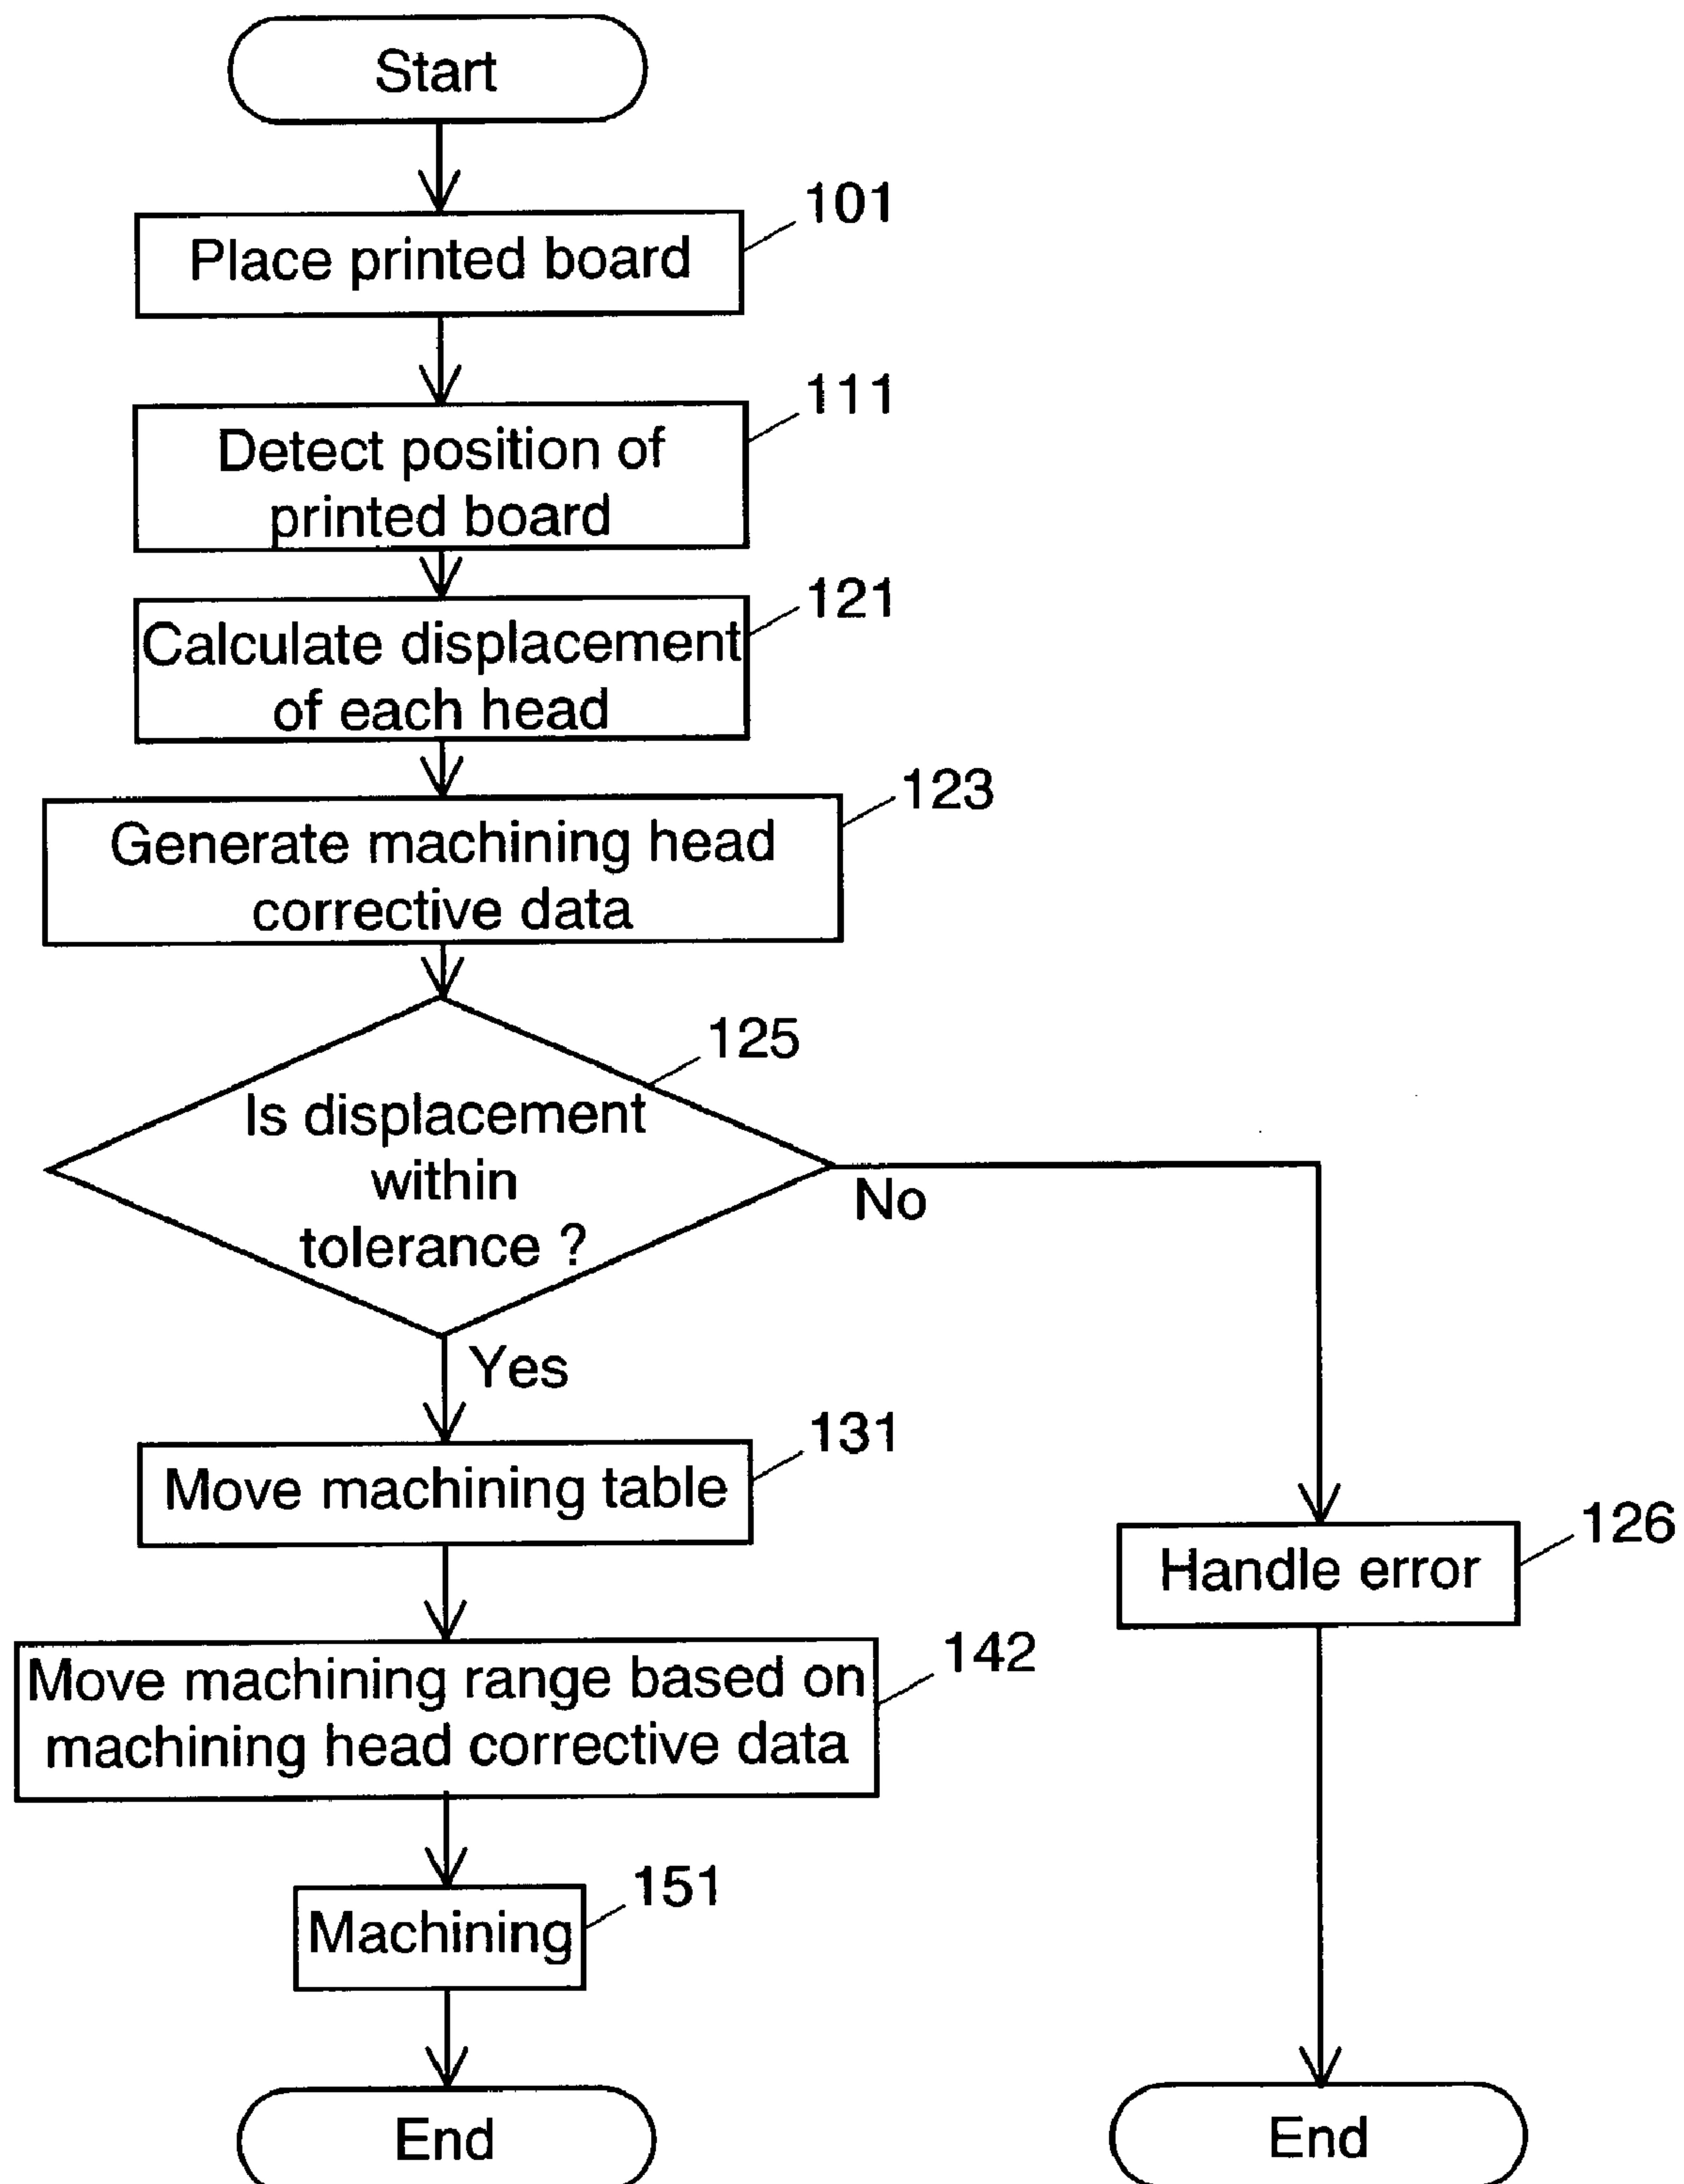 Start
101
Place printed board
111
Detect position of
printed board
121
Calculate displacement
of each head
123
Generate machining head
corrective data
125
Is displacement
within
tolerance ?
No
Yes
131
Move machining table
126
Handle error
142
Move machining range based on
machining head corrective data
151
Machining
End
End